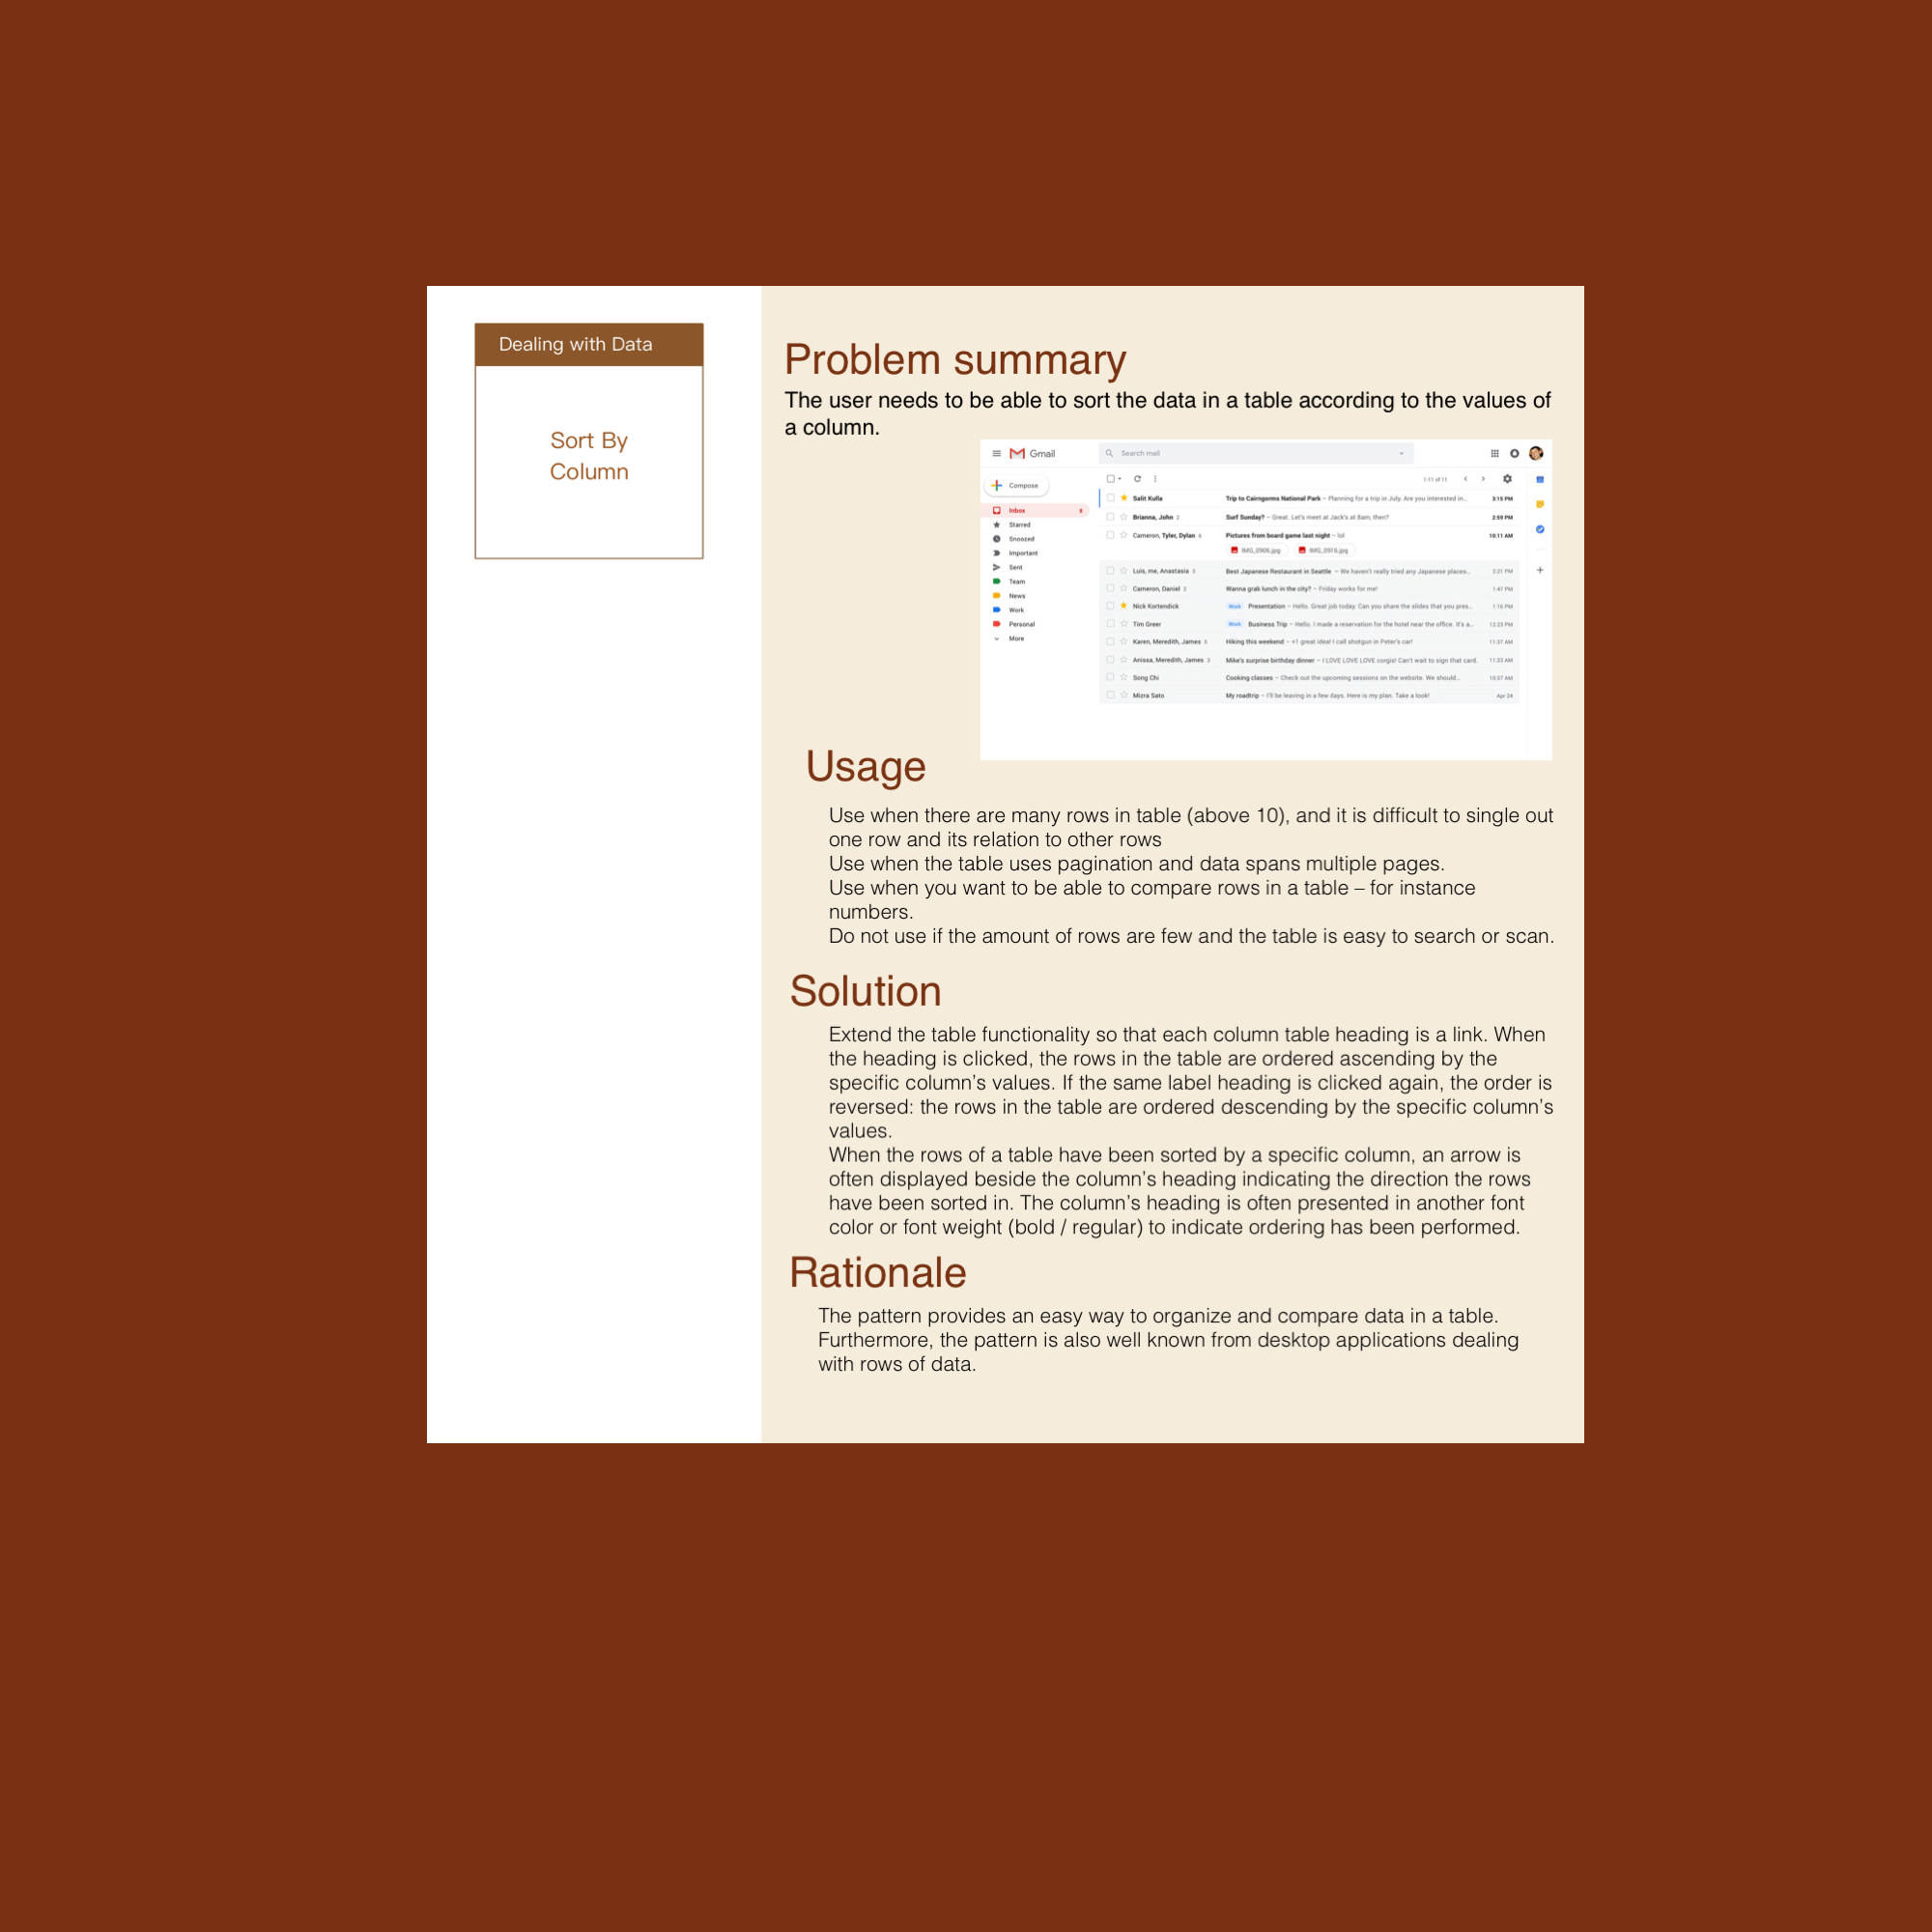 Dealing with Data
Sort By
Column
Problem summary
The user needs to be able to sort the data in a table according to the values of
a column.
Gmail
Search mail
Compose
1-11 of 11
Inbox 8
Starred
Snoozed
Important
Sent
Team
News
Work
Personal
More
Salit Kulla Trip to Cairngorms National Park – Planning for a trip in July. Are you interested in... 3:15 PM
Brianna, John 2 Surf Sunday? – Great. Let's meet at Jack's at 8am, then? 2:59 PM
Cameron, Tyler, Dylan 6 Pictures from board game last night – lol 10:11 AM
IMG_0906.jpg IMG_0916.jpg
Luis, me, Anastasia 3 Best Japanese Restaurant in Seattle – We haven't really tried any Japanese places... 2:21 PM
Cameron, Daniel 2 Wanna grab lunch in the city? – Friday works for me! 1:47 PM
Nick Kortendick Work Presentation – Hello. Great job today. Can you share the slides that you pres... 1:16 PM
Tim Greer Work Business Trip – Hello. I made a reservation for the hotel near the office. It's a... 12:23 PM
Karen, Meredith, James 5 Hiking this weekend – +1 great idea! I call shotgun in Peter's car! 11:37 AM
Anissa, Meredith, James 3 Mike's surprise birthday dinner – I LOVE LOVE LOVE corgis! Can't wait to sign that card. 11:33 AM
Song Chi Cooking classes – Check out the upcoming sessions on the website. We should... 10:37 AM
Mizra Sato My roadtrip – I'll be leaving in a few days. Here is my plan. Take a look! Apr 24
Usage
Use when there are many rows in table (above 10), and it is difficult to single out
one row and its relation to other rows
Use when the table uses pagination and data spans multiple pages.
Use when you want to be able to compare rows in a table – for instance
numbers.
Do not use if the amount of rows are few and the table is easy to search or scan.
Solution
Extend the table functionality so that each column table heading is a link. When
the heading is clicked, the rows in the table are ordered ascending by the
specific column's values. If the same label heading is clicked again, the order is
reversed: the rows in the table are ordered descending by the specific column's
values.
When the rows of a table have been sorted by a specific column, an arrow is
often displayed beside the column's heading indicating the direction the rows
have been sorted in. The column's heading is often presented in another font
color or font weight (bold / regular) to indicate ordering has been performed.
Rationale
The pattern provides an easy way to organize and compare data in a table.
Furthermore, the pattern is also well known from desktop applications dealing
with rows of data.